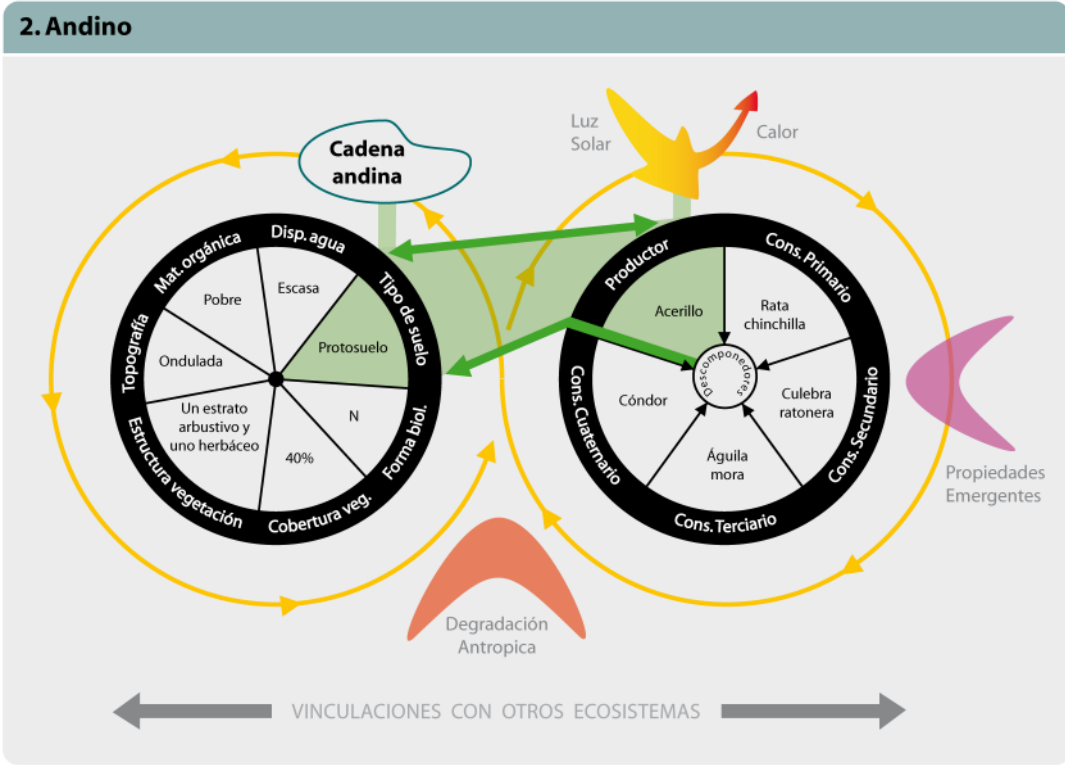 2. Andino
Luz
Solar
Calor
Cadena
andina
Mat. orgánica
Disp. agua
Tipo de suelo
Topografía
Estructura vegetación
Cobertura veg.
Forma biol.
Pobre
Escasa
Protosuelo
Ondulada
Un estrato
arbustivo y
uno herbáceo
40%
N
Productor
Cons. Primario
Cons. Secundario
Cons. Terciario
Cons. Cuaternario
Acerillo
Rata
chinchilla
Culebra
ratonera
Águila
mora
Cóndor
Descomponedores
Propiedades
Emergentes
Degradación
Antropica
VINCULACIONES CON OTROS ECOSISTEMAS